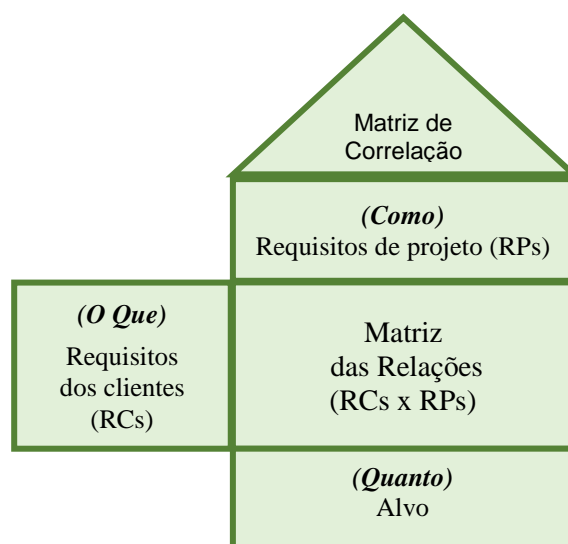 Matriz de
Correlação
(Como)
Requisitos de projeto (RPs)
(O Que)
Requisitos
dos clientes
(RCs)
Matriz
das Relações
(RCs x RPs)
(Quanto)
Alvo